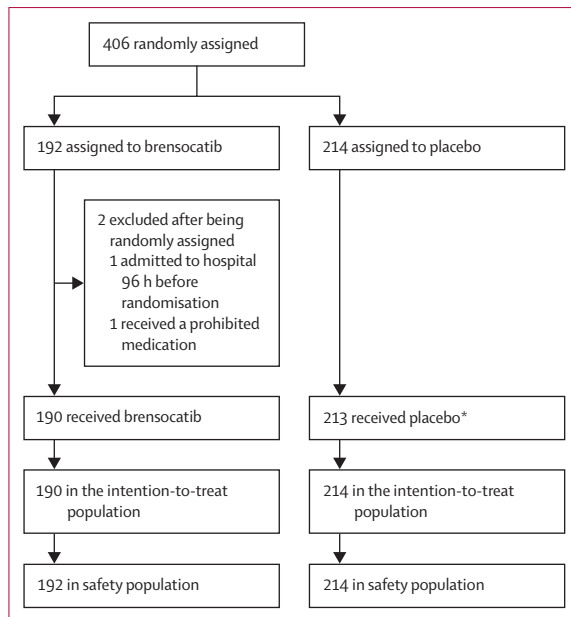 406 randomly assigned
192 assigned to brensocatib
214 assigned to placebo
2 excluded after being
randomly assigned
1 admitted to hospital
96 h before
randomisation
1 received a prohibited
medication
190 received brensocatib
213 received placebo*
190 in the intention-to-treat
population
214 in the intention-to-treat
population
192 in safety population
214 in safety population